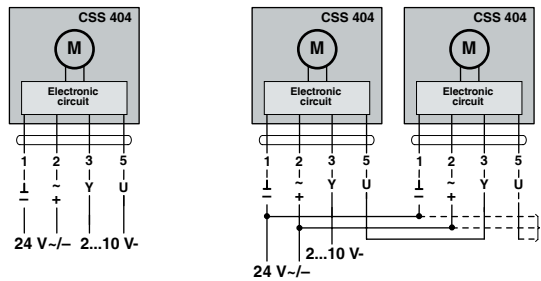 CSS 404
M
Electronic
circuit
1 2 3 5
⊥ ~ Y U
– +
24 V~/– 2...10 V-
CSS 404
M
Electronic
circuit
1 2 3 5
⊥ ~ Y U
– +
2...10 V-
24 V~/–
CSS 404
M
Electronic
circuit
1 2 3 5
⊥ ~ Y U
– +